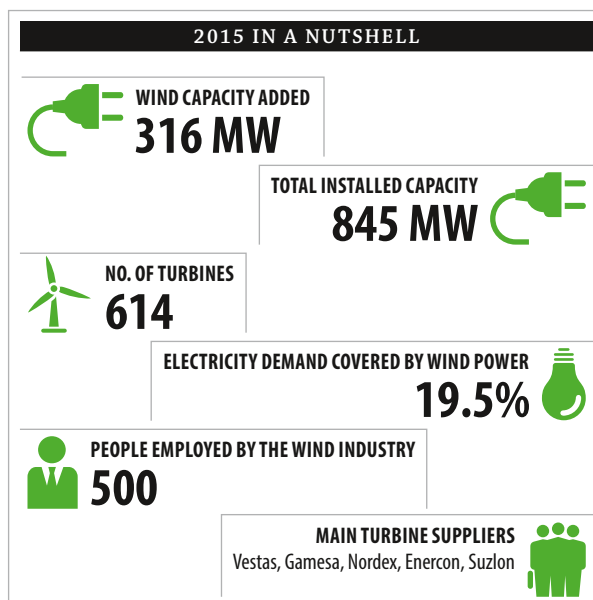 2015 IN A NUTSHELL
WIND CAPACITY ADDED
316 MW
TOTAL INSTALLED CAPACITY
845 MW
NO. OF TURBINES
614
ELECTRICITY DEMAND COVERED BY WIND POWER
19.5%
PEOPLE EMPLOYED BY THE WIND INDUSTRY
500
MAIN TURBINE SUPPLIERS
Vestas, Gamesa, Nordex, Enercon, Suzlon